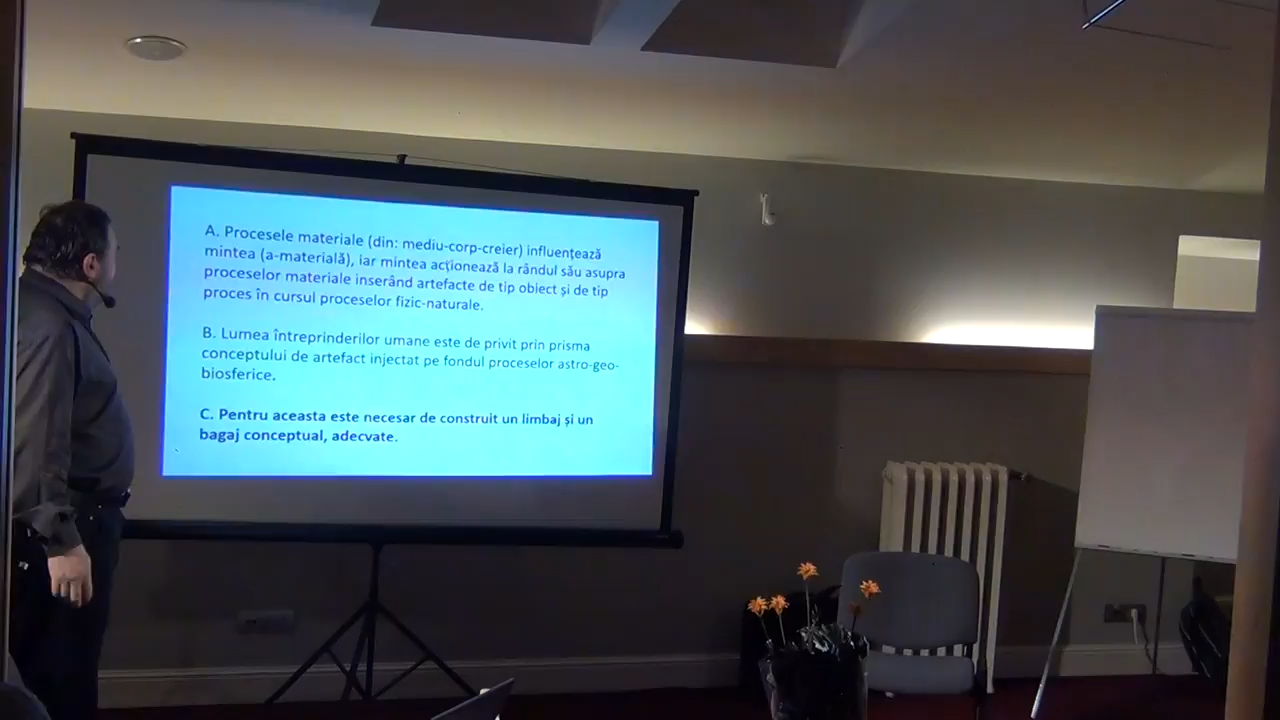 A. Procesele materiale (din: mediu-corp-creier) influențează
mintea (a-materială), iar mintea acționează la rândul său asupra
proceselor materiale inserând artefacte de tip obiect și de tip
proces în cursul proceselor fizic-naturale.
B. Lumea întreprinderilor umane este de privit prin prisma
conceptului de artefact injectat pe fondul proceselor astro-geo-
biosferice.
C. Pentru aceasta este necesar de construit un limbaj și un
bagaj conceptual, adecvate.